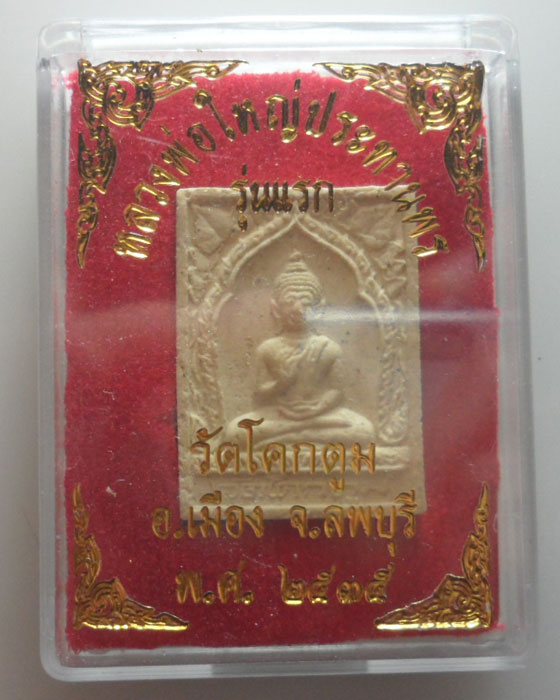 หลวงพ่อใหญ่ประทานพร
รุ่นแรก
วัดโคกตูม
อ.เมือง จ.ลพบุรี
พ.ศ. ๒๕๓๕